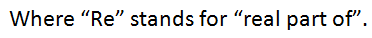 Where “Re” stands for “real part of”.